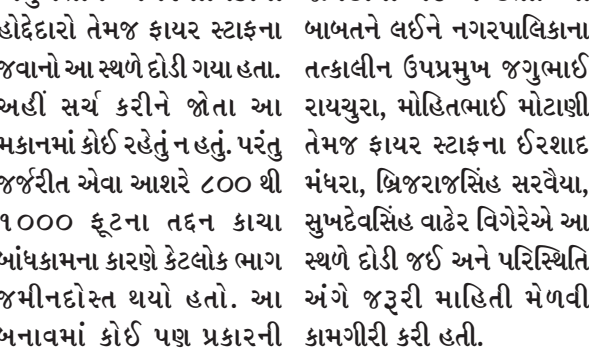 હોદ્દેદારો તેમજ ફાયર સ્ટાફના
જવાનો આ સ્થળે દોડી ગયા હતા.
અહીં સર્ચ કરીને જોતા આ
મકાનમાં કોઈ રહેતું ન હતું. પરંતુ
જર્જરીત એવા આશરે ૮૦૦ થી
૧૦૦૦ ફૂટના તદ્દન કાચા
બાંધકામના કારણે કેટલોક ભાગ
જમીનદોસ્ત થયો હતો. આ
બનાવમાં કોઈ પણ પ્રકારની
બાબતને લઈને નગરપાલિકાના
તત્કાલીન ઉપપ્રમુખ જગુભાઈ
રાયચુરા, મોહિતભાઈ મોટાણી
તેમજ ફાયર સ્ટાફના ઈરશાદ
મંધરા, બ્રિજરાજસિંહ સરવૈયા,
સુખદેવસિંહ વાઢેર વિગેરેએ આ
સ્થળે દોડી જઈ અને પરિસ્થિતિ
અંગે જરૂરી માહિતી મેળવી
કામગીરી કરી હતી.